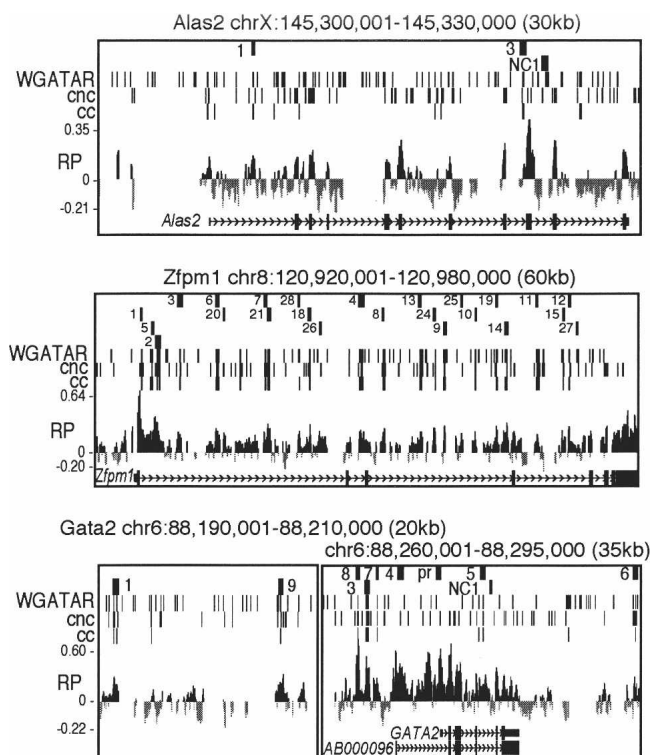 Alas2 chrX:145,300,001-145,330,000 (30kb)
1 3
NC1
WGATAR
cnc
cc
0.35
RP
0
-0.21
Alas2
Zfpm1 chr8:120,920,001-120,980,000 (60kb)
3 6 7 28 4 13 25 19 11 12
1 20 21 18 8 24 10 15
5 26 9 14 27
2
WGATAR
cnc
cc
0.64
RP
0
-0.20
Zfpm1
Gata2 chr6:88,190,001-88,210,000 (20kb)
chr6:88,260,001-88,295,000 (35kb)
8 7 4 pr 5 6
1 9 3 NC1
WGATAR
cnc
cc
0.60
RP
0
-0.22
GATA2
AB000096